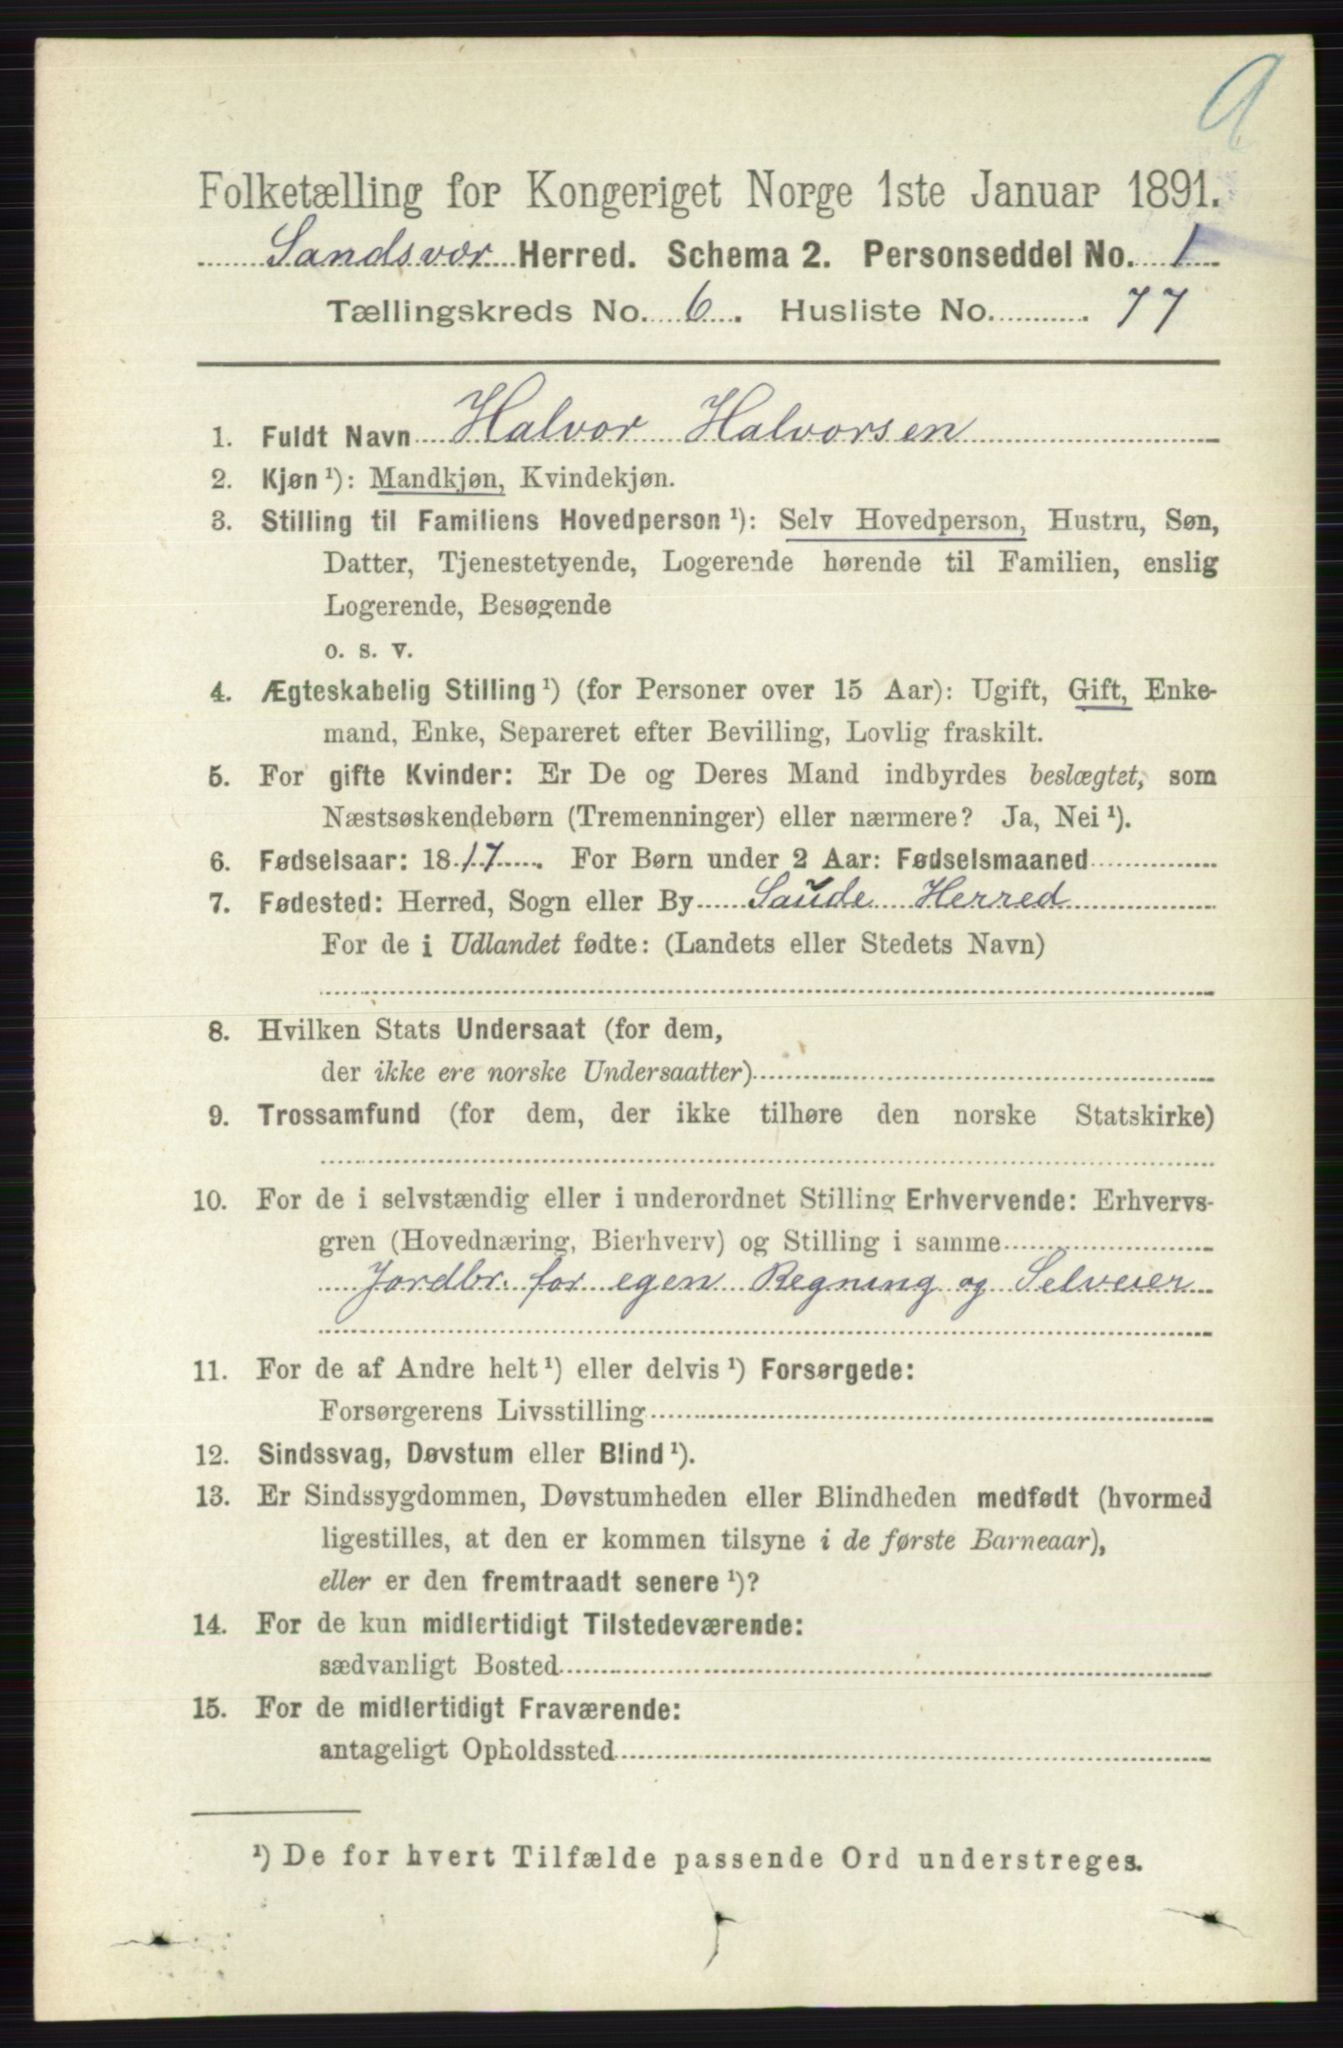 9
Folketælling for Kongeriget Norge 1ste Januar 1891.
Sandsvær Herred. Schema 2. Personseddel No. 1
Tællingskreds No. 6. Husliste No. 77
1. Fuldt Navn Halvor Halvorsen
2. Kjøn ¹): Mandkjøn, Kvindekjøn.
3. Stilling til Familiens Hovedperson ¹): Selv Hovedperson, Hustru, Søn,
Datter, Tjenestetyende, Logerende hørende til Familien, enslig
Logerende, Besøgende
o. s. v.
4. Ægteskabelig Stilling ¹) (for Personer over 15 Aar): Ugift, Gift, Enke-
mand, Enke, Separeret efter Bevilling, Lovlig fraskilt.
5. For gifte Kvinder: Er De og Deres Mand indbyrdes beslægtet, som
Næstsøskendebørn (Tremenninger) eller nærmere? Ja, Nei ¹).
6. Fødselsaar: 1817. For Børn under 2 Aar: Fødselsmaaned
7. Fødested: Herred, Sogn eller By Saude Herred
For de i Udlandet fødte: (Landets eller Stedets Navn)
8. Hvilken Stats Undersaat (for dem,
der ikke ere norske Undersaatter)
9. Trossamfund (for dem, der ikke tilhøre den norske Statskirke)
10. For de i selvstændig eller i underordnet Stilling Erhvervende: Erhvervs-
gren (Hovednæring, Bierhverv) og Stilling i samme
Jordbr. for egen Regning og Selveier
11. For de af Andre helt ¹) eller delvis ¹) Forsørgede:
Forsørgerens Livsstilling
12. Sindssvag, Døvstum eller Blind ¹).
13. Er Sindssygdommen, Døvstumheden eller Blindheden medfødt (hvormed
ligestilles, at den er kommen tilsyne i de første Barneaar),
eller er den fremtraadt senere ¹)?
14. For de kun midlertidigt Tilstedeværende:
sædvanligt Bosted
15. For de midlertidigt Fraværende:
antageligt Opholdssted
¹) De for hvert Tilfælde passende Ord understreges.